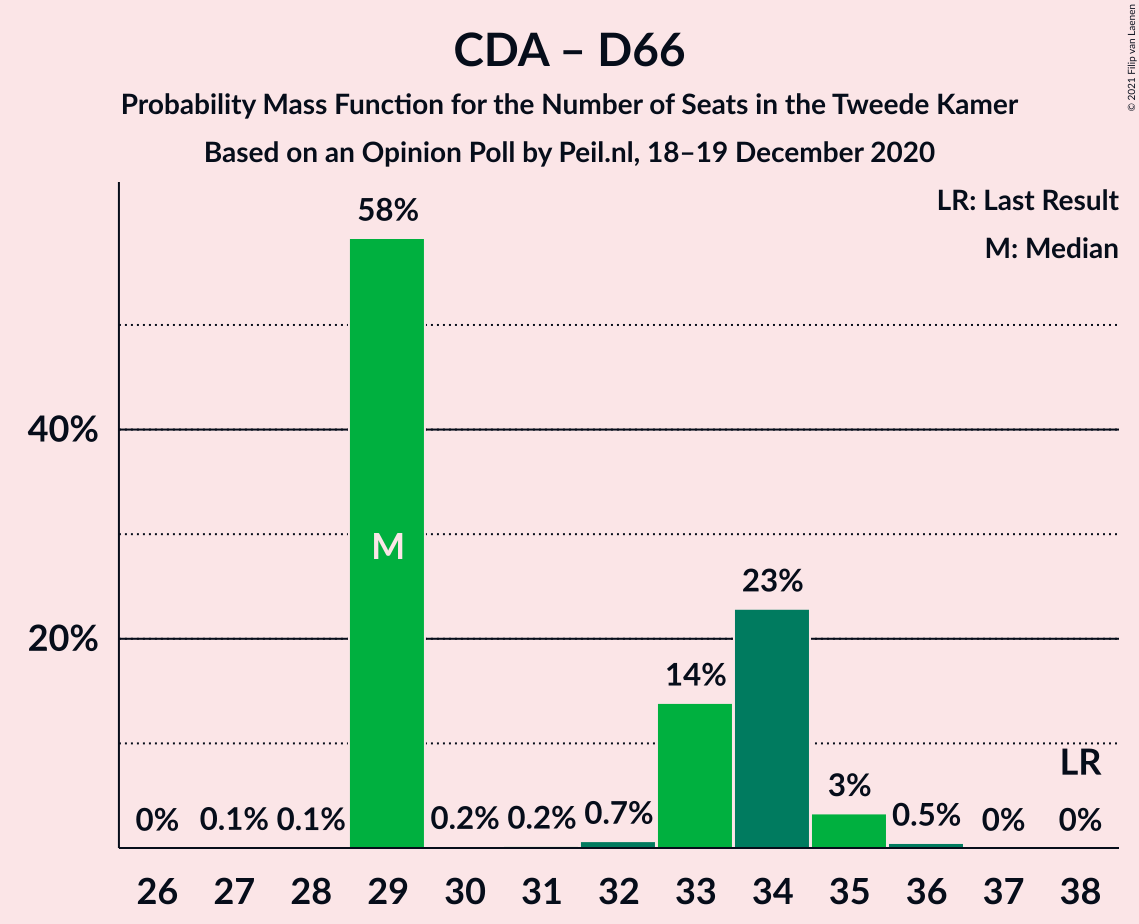 CDA – D66
Probability Mass Function for the Number of Seats in the Tweede Kamer
Based on an Opinion Poll by Peil.nl, 18–19 December 2020
© 2021 Filip van Laenen
LR: Last Result
M: Median
58%
40%
M
23%
20%
14%
LR
3%
0% 0.1% 0.1% 0.2% 0.2% 0.7% 0.5% 0% 0%
26 27 28 29 30 31 32 33 34 35 36 37 38